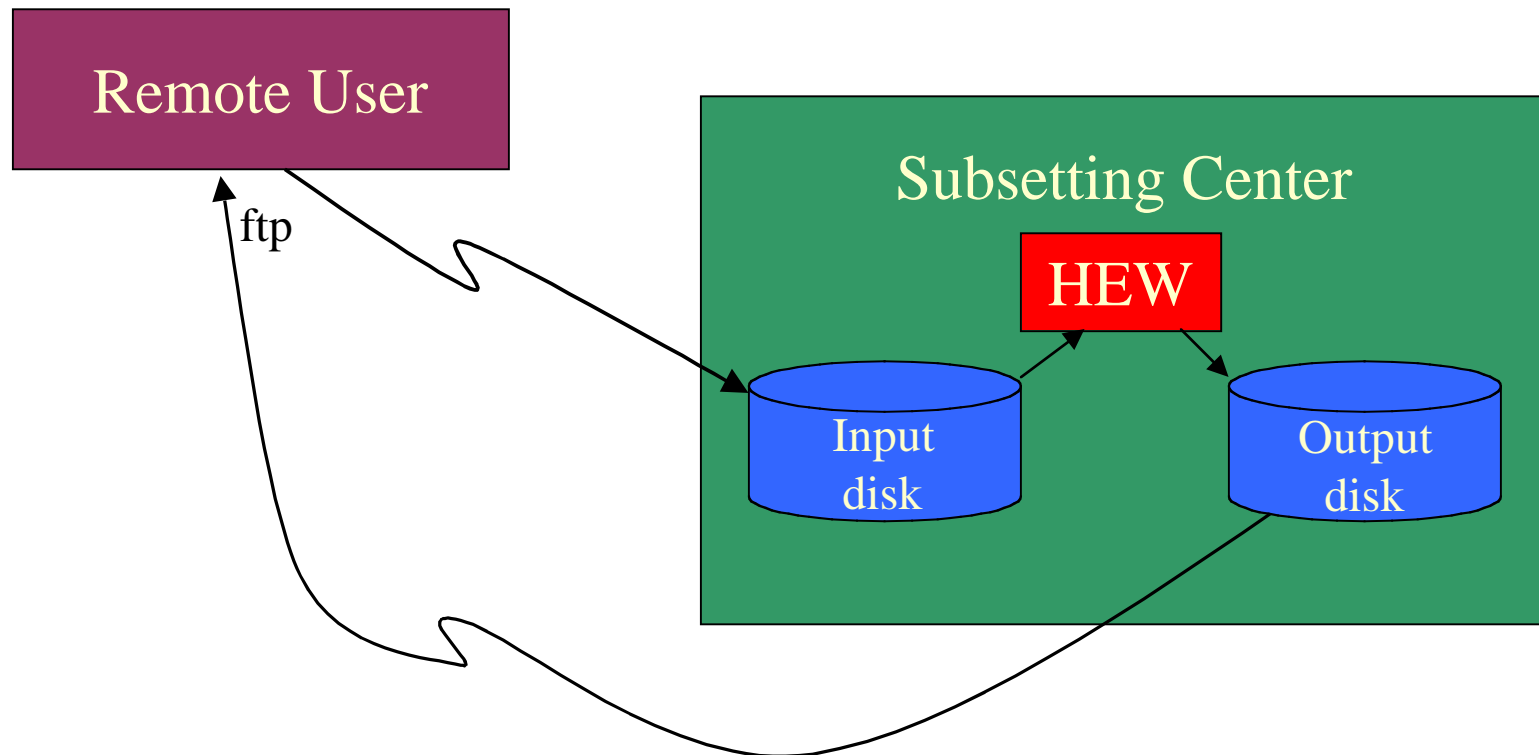 Remote User
Subsetting Center
ftp
HEW
Input
disk
Output
disk